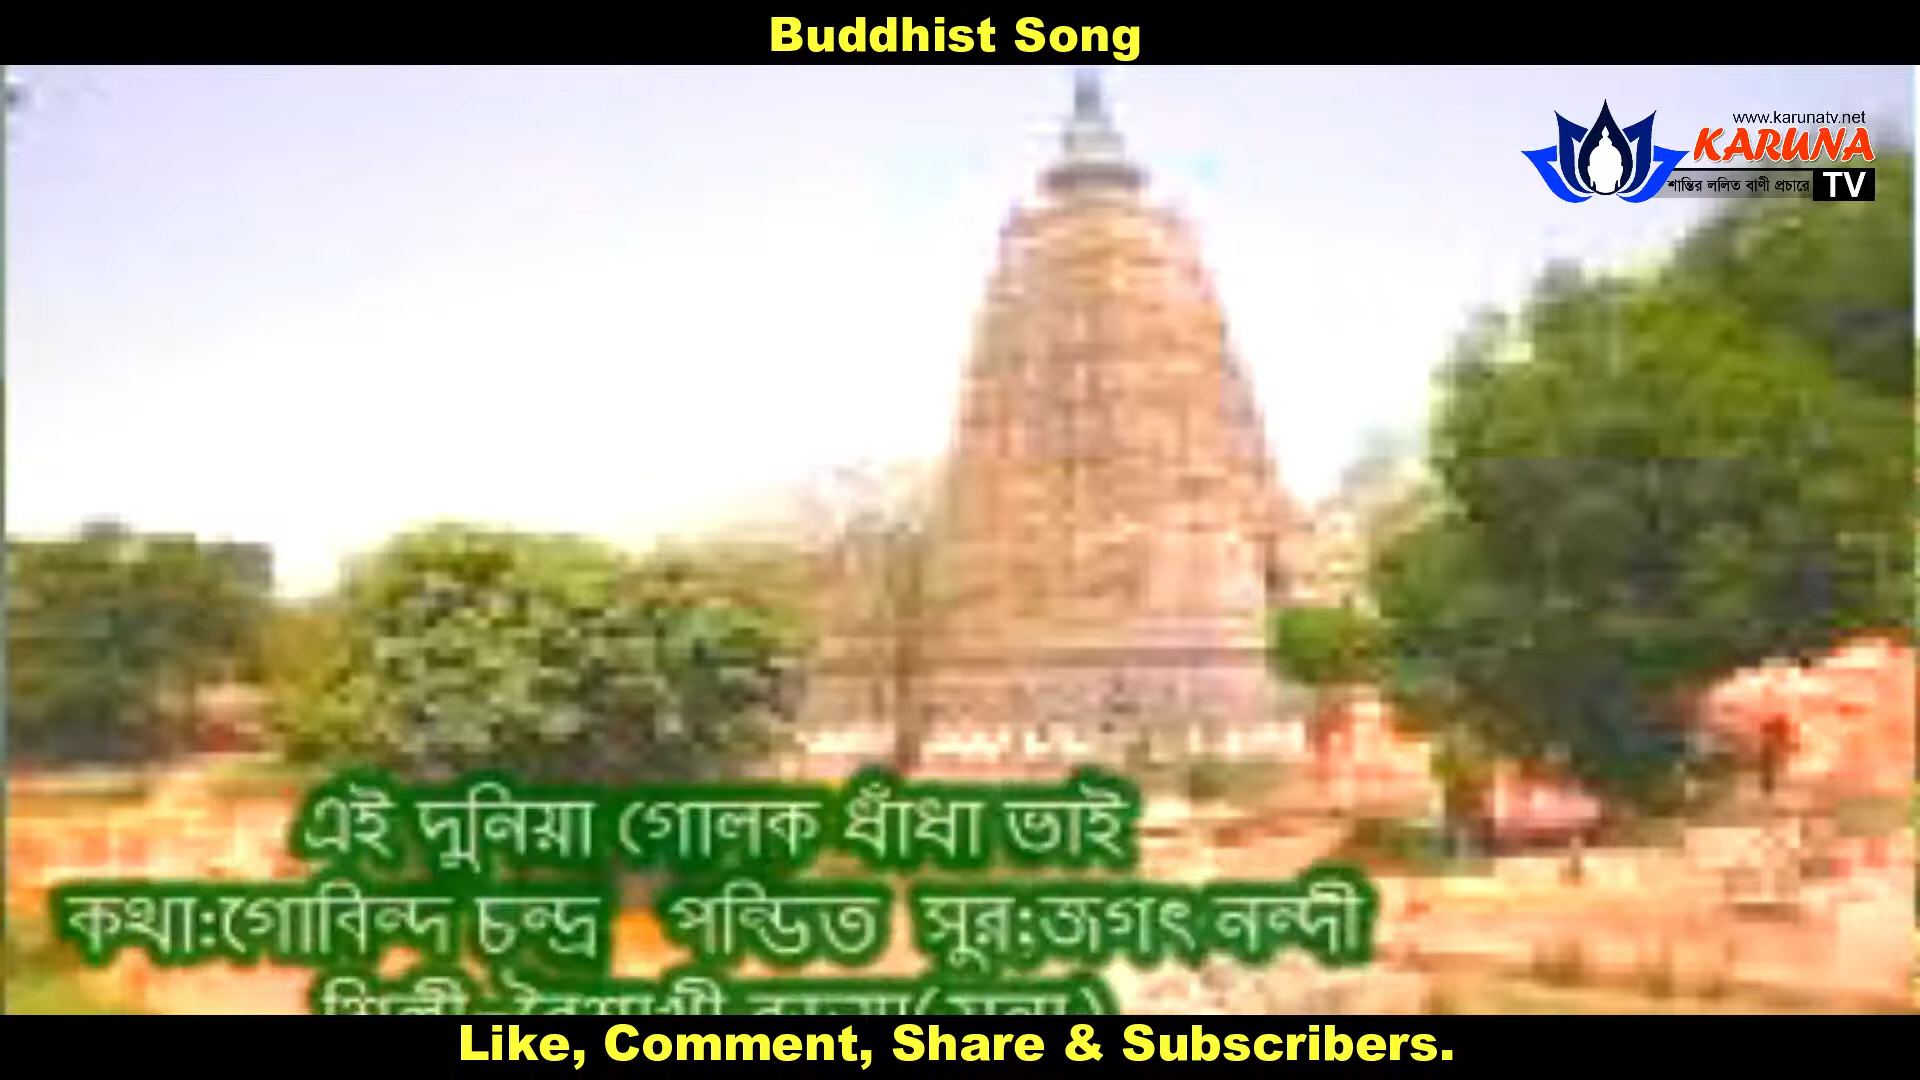 Buddhist Song
www.karunatv.net
KARUNA
শান্তির ললিত বাণী প্রচারে TV
এই দুনিয়া গোলক ধাঁধা ভাই
কথা:গোবিন্দ চন্দ্র পন্ডিত সুর:জগৎ নন্দী
Like, Comment, Share & Subscribers.